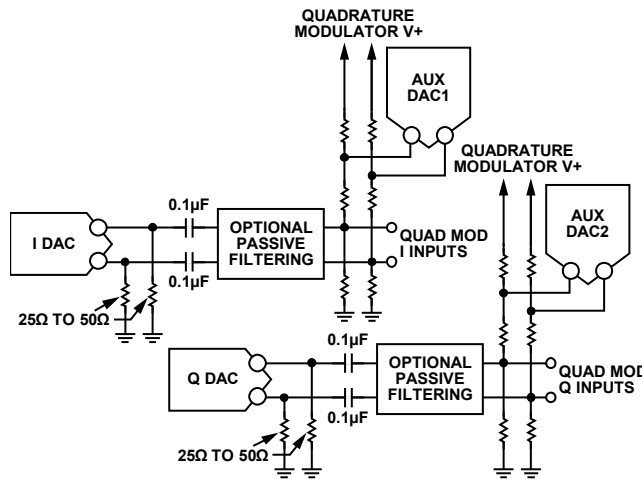 QUADRATURE
MODULATOR V+
AUX
DAC1
QUADRATURE
MODULATOR V+
AUX
DAC2
0.1µF
I DAC
OPTIONAL
PASSIVE
FILTERING
QUAD MOD
I INPUTS
0.1µF
25Ω TO 50Ω
0.1µF
Q DAC
OPTIONAL
PASSIVE
FILTERING
QUAD MOD
Q INPUTS
0.1µF
25Ω TO 50Ω